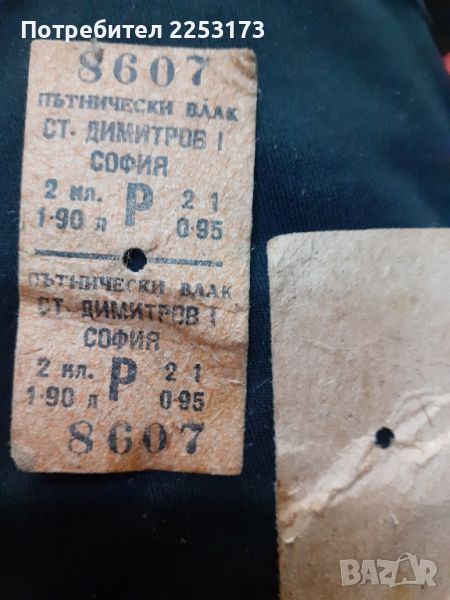 Потребител 2253173
8607
ПЪТНИЧЕСКИ ВЛАК
СТ. ДИМИТРОВ I
СОФИЯ
2 кл. Р 2 1
1·90 л 0·95
ПЪТНИЧЕСКИ ВЛАК
СТ. ДИМИТРОВ I
СОФИЯ
2 кл. Р 2 1
1·90 л 0·95
8607
BAZAR